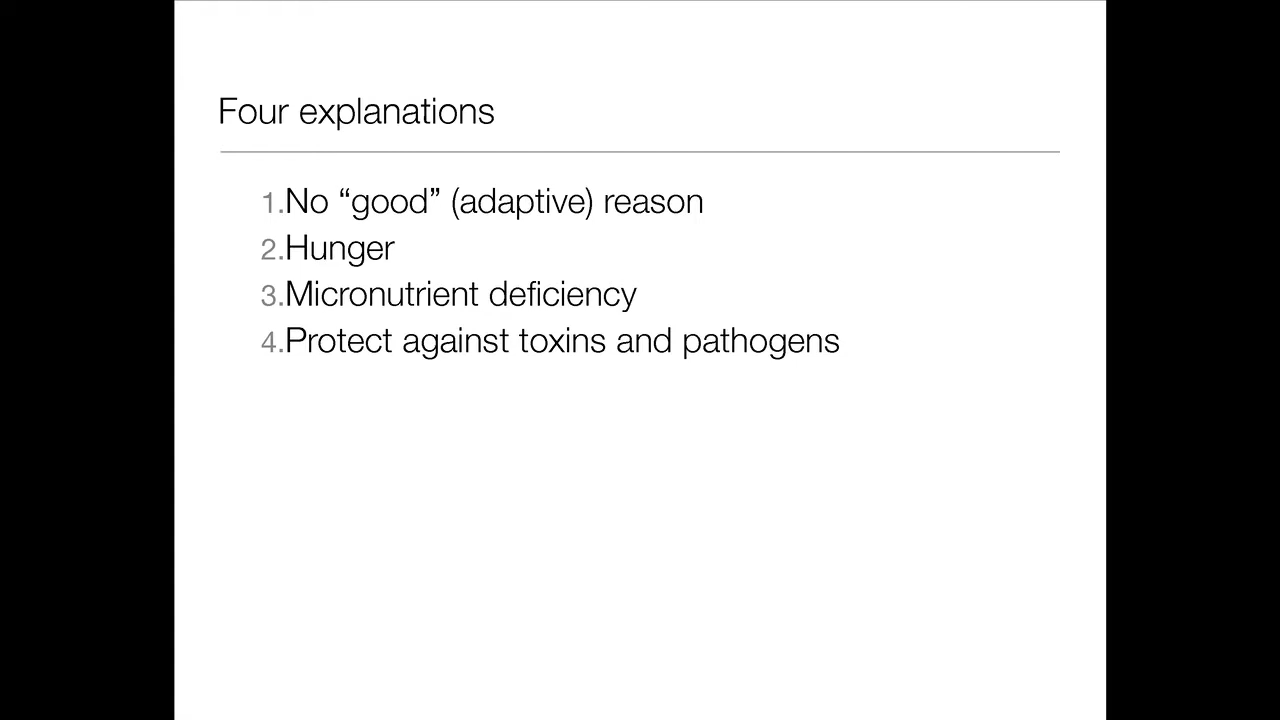 Four explanations
1.No “good” (adaptive) reason
2.Hunger
3.Micronutrient deficiency
4.Protect against toxins and pathogens